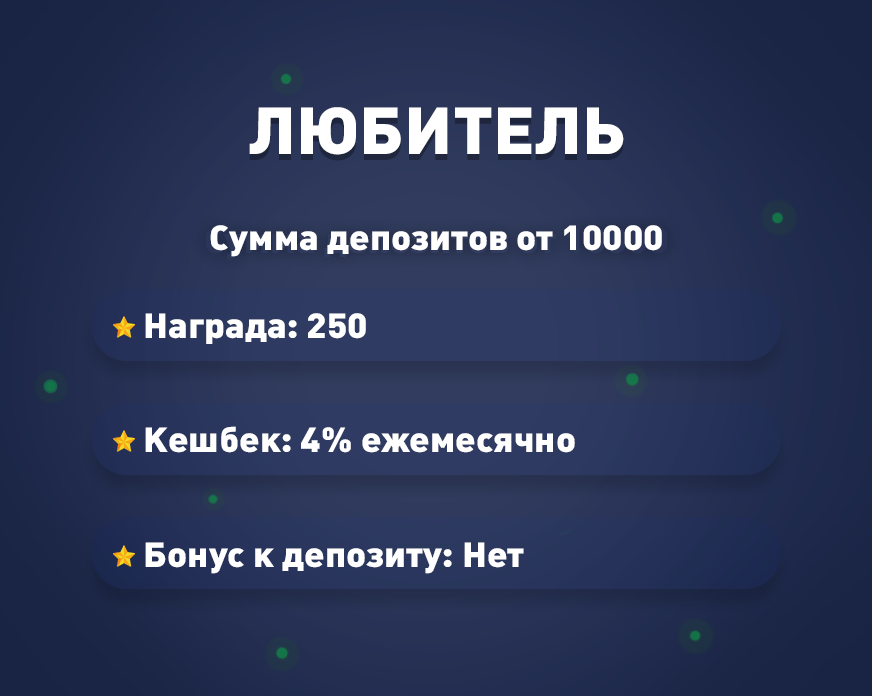 ЛЮБИТЕЛЬ
Сумма депозитов от 10000
Награда: 250
Кешбек: 4% ежемесячно
Бонус к депозиту: Нет